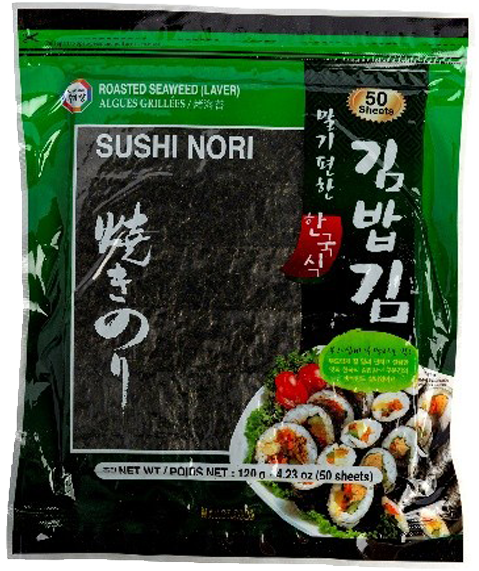 ROASTED SEAWEED (LAVER)
ALGUES GRILLÉES / 烤海苔
SUSHI NORI
焼きのり
50
Sheets
말기 편한
한국식
김밥김
NET WT / POIDS NET : 120 g - 4.23 oz (50 sheets)